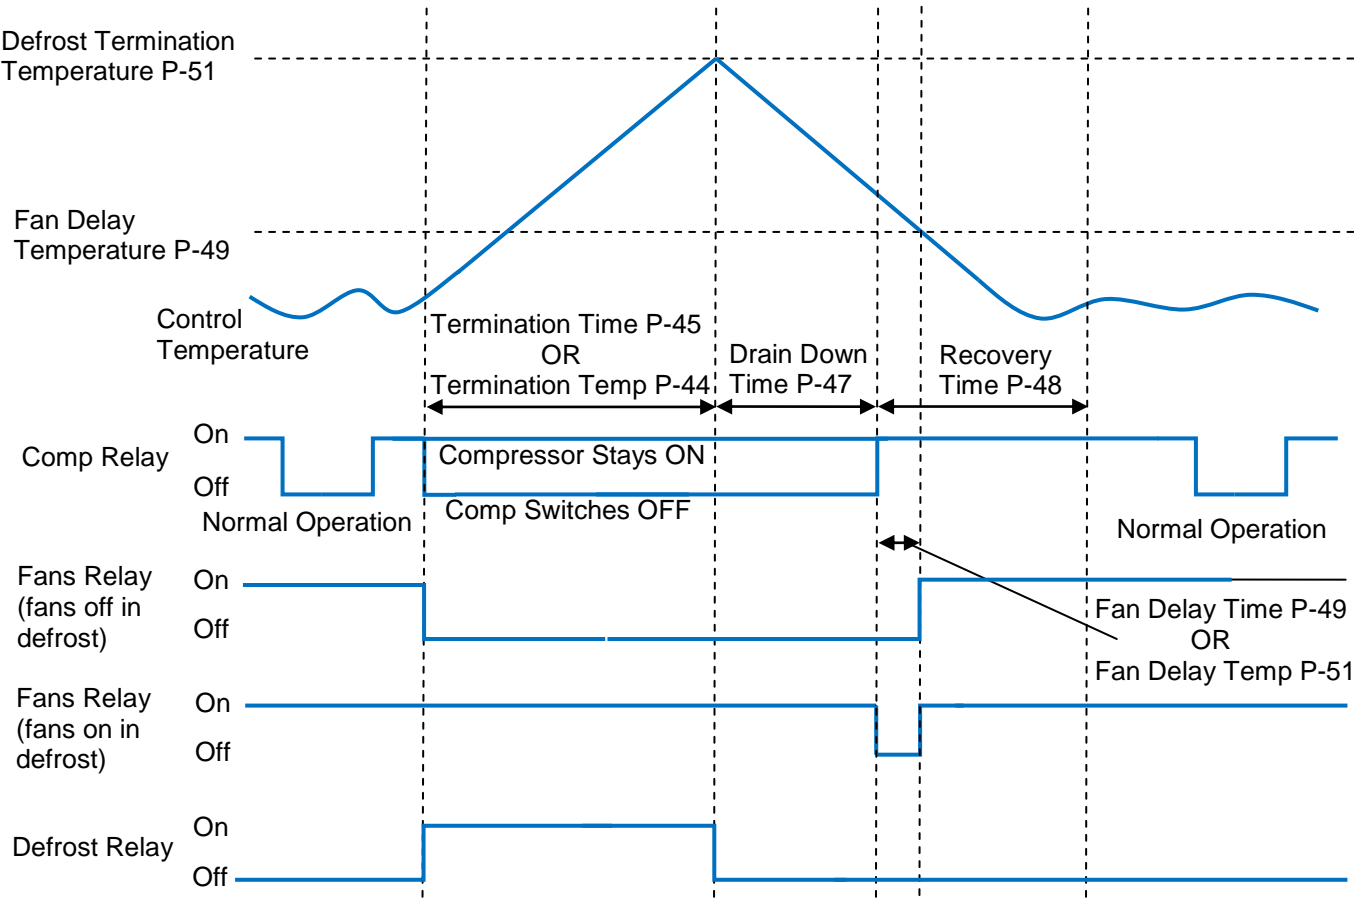 Defrost Termination
Temperature P-51
Fan Delay
Temperature P-49
Control
Temperature
Termination Time P-45
OR
Termination Temp P-44
Drain Down
Time P-47
Recovery
Time P-48
Comp Relay
On
Off
Compressor Stays ON
Comp Switches OFF
Normal Operation
Normal Operation
Fans Relay
(fans off in
defrost)
On
Off
Fan Delay Time P-49
OR
Fan Delay Temp P-51
Fans Relay
(fans on in
defrost)
On
Off
Defrost Relay
On
Off